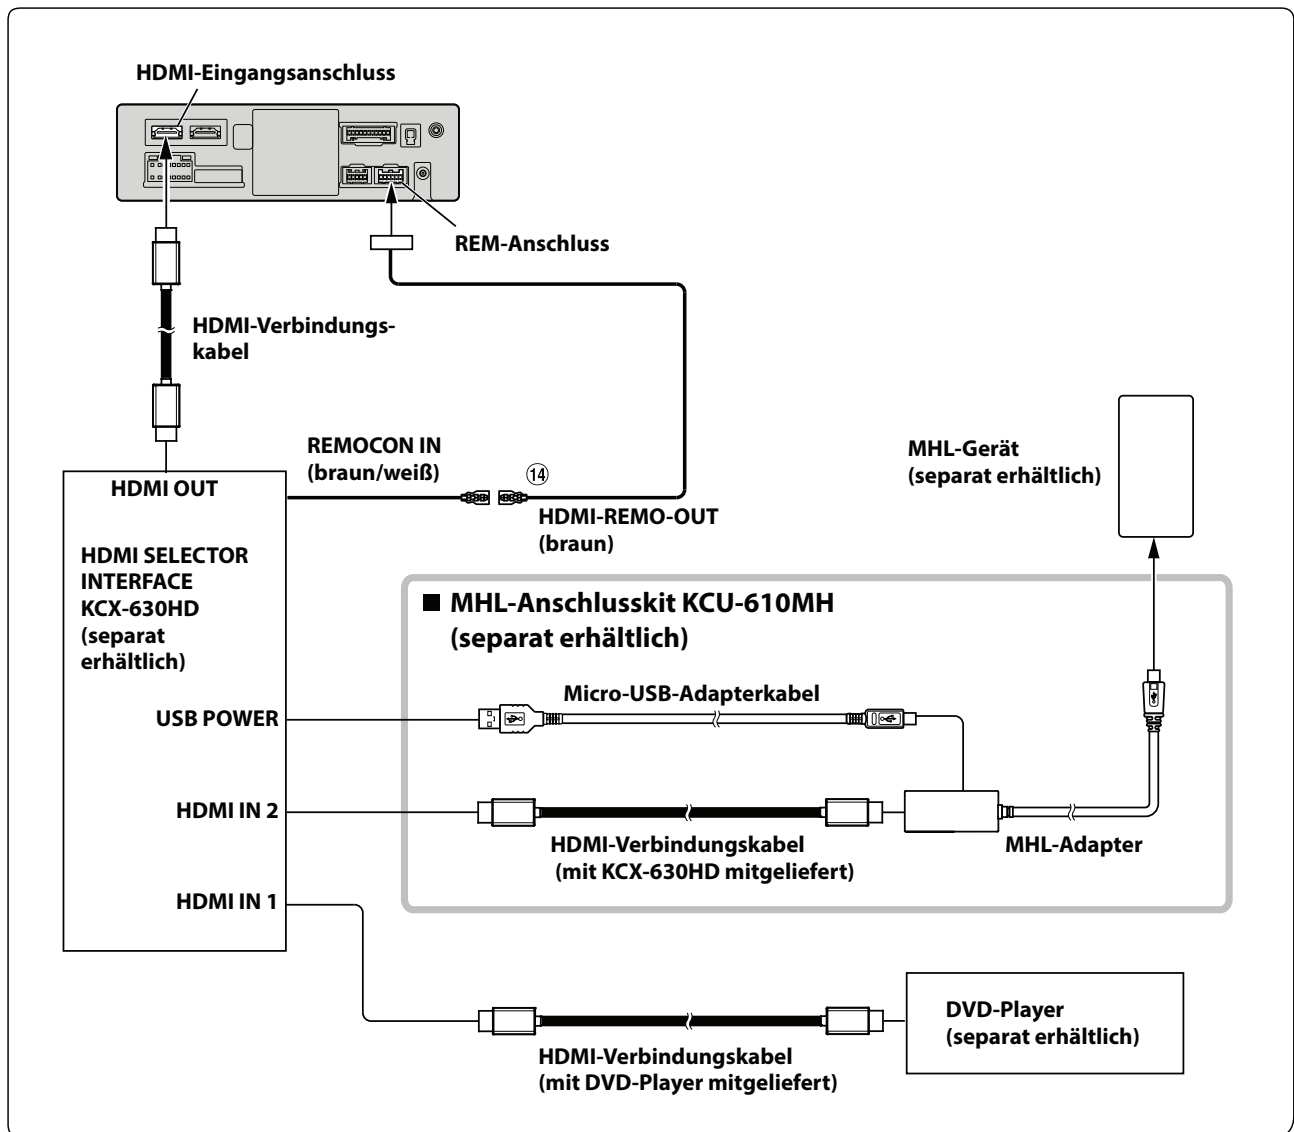 HDMI-Eingangsanschluss
REM-Anschluss
HDMI-Verbindungs-
kabel
REMOCON IN
(braun/weiß)
⑭
HDMI-REMO-OUT
(braun)
MHL-Gerät
(separat erhältlich)
HDMI OUT
HDMI SELECTOR
INTERFACE
KCX-630HD
(separat
erhältlich)
■ MHL-Anschlusskit KCU-610MH
(separat erhältlich)
Micro-USB-Adapterkabel
USB POWER
HDMI IN 2
HDMI-Verbindungskabel
(mit KCX-630HD mitgeliefert)
MHL-Adapter
HDMI IN 1
DVD-Player
(separat erhältlich)
HDMI-Verbindungskabel
(mit DVD-Player mitgeliefert)